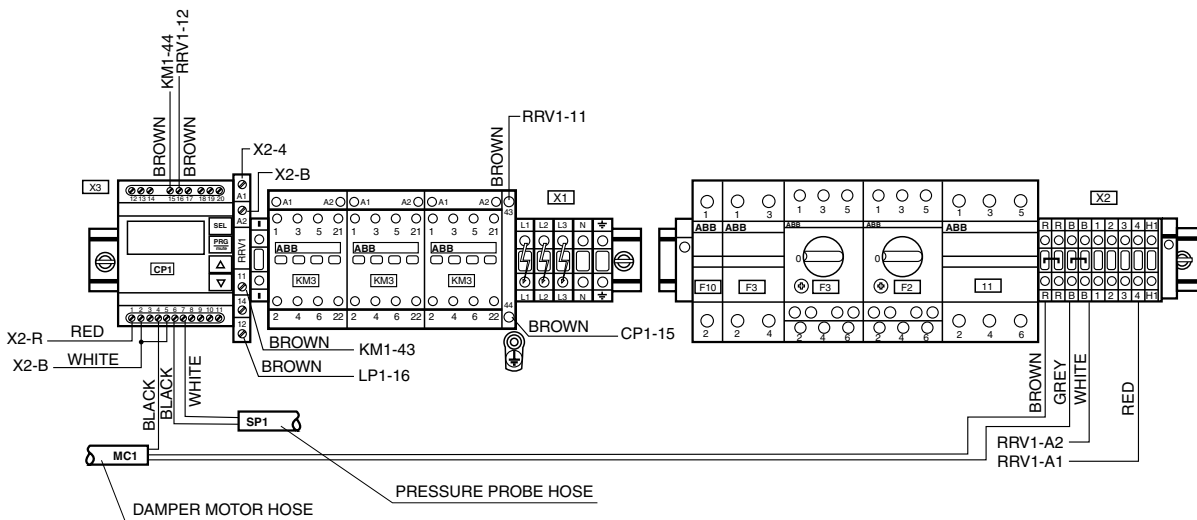 KM1-44
RRV1-12
BROWN
BROWN
X2-4
X2-B
BROWN
RRV1-11
X3
X1
X2
12 13 14 15 16 17 18 19 20
A1
A2
RRV1
11
14
12
SEL
PRG
mute
CP1
1 2 3 4 5 6 7 8 9 10 11
A1 A2 A1 A2 A1 A2
43
1 3 5 21 1 3 5 21 1 3 5 21
ABB ABB ABB
KM3 KM3 KM3
2 4 6 22 2 4 6 22 2 4 6 22
44
L1 L2 L3 N
L1 L2 L3 N
1 1 3 1 3 5 1 3 5 1 3 5
ABB ABB ABB ABB ABB
0 0
F10 F3 F3 F2 11
2 2 4 2 4 6 2 4 6 2 4 6
R R B B 1 2 3 4 H1
R R B B 1 2 3 4 H1
X2-R RED
X2-B WHITE
BROWN KM1-43
BROWN LP1-16
BROWN CP1-15
BLACK
BLACK
WHITE
BROWN
GREY
WHITE
RED
SP1
MC1
RRV1-A2
RRV1-A1
PRESSURE PROBE HOSE
DAMPER MOTOR HOSE